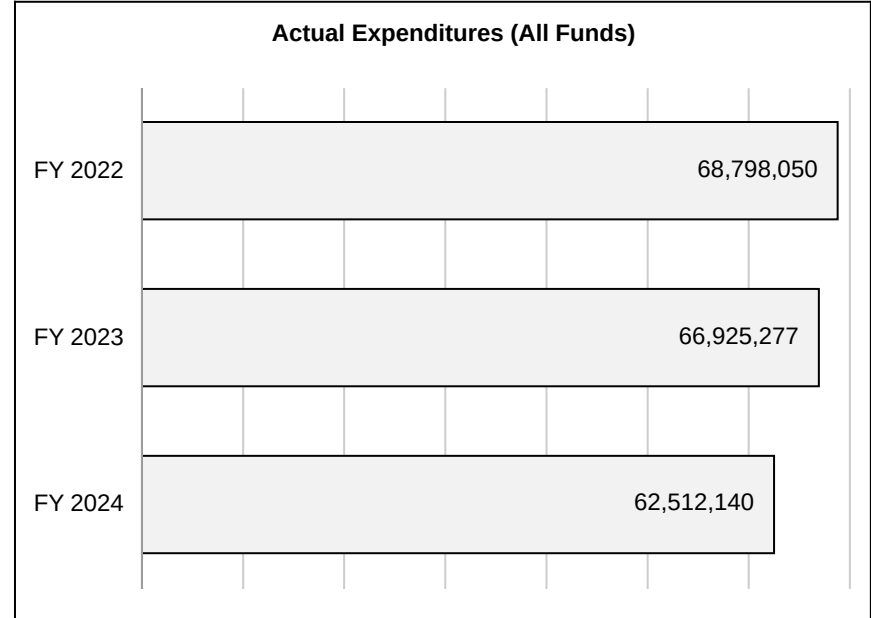 Actual Expenditures (All Funds)
FY 2022
68,798,050
FY 2023
66,925,277
FY 2024
62,512,140